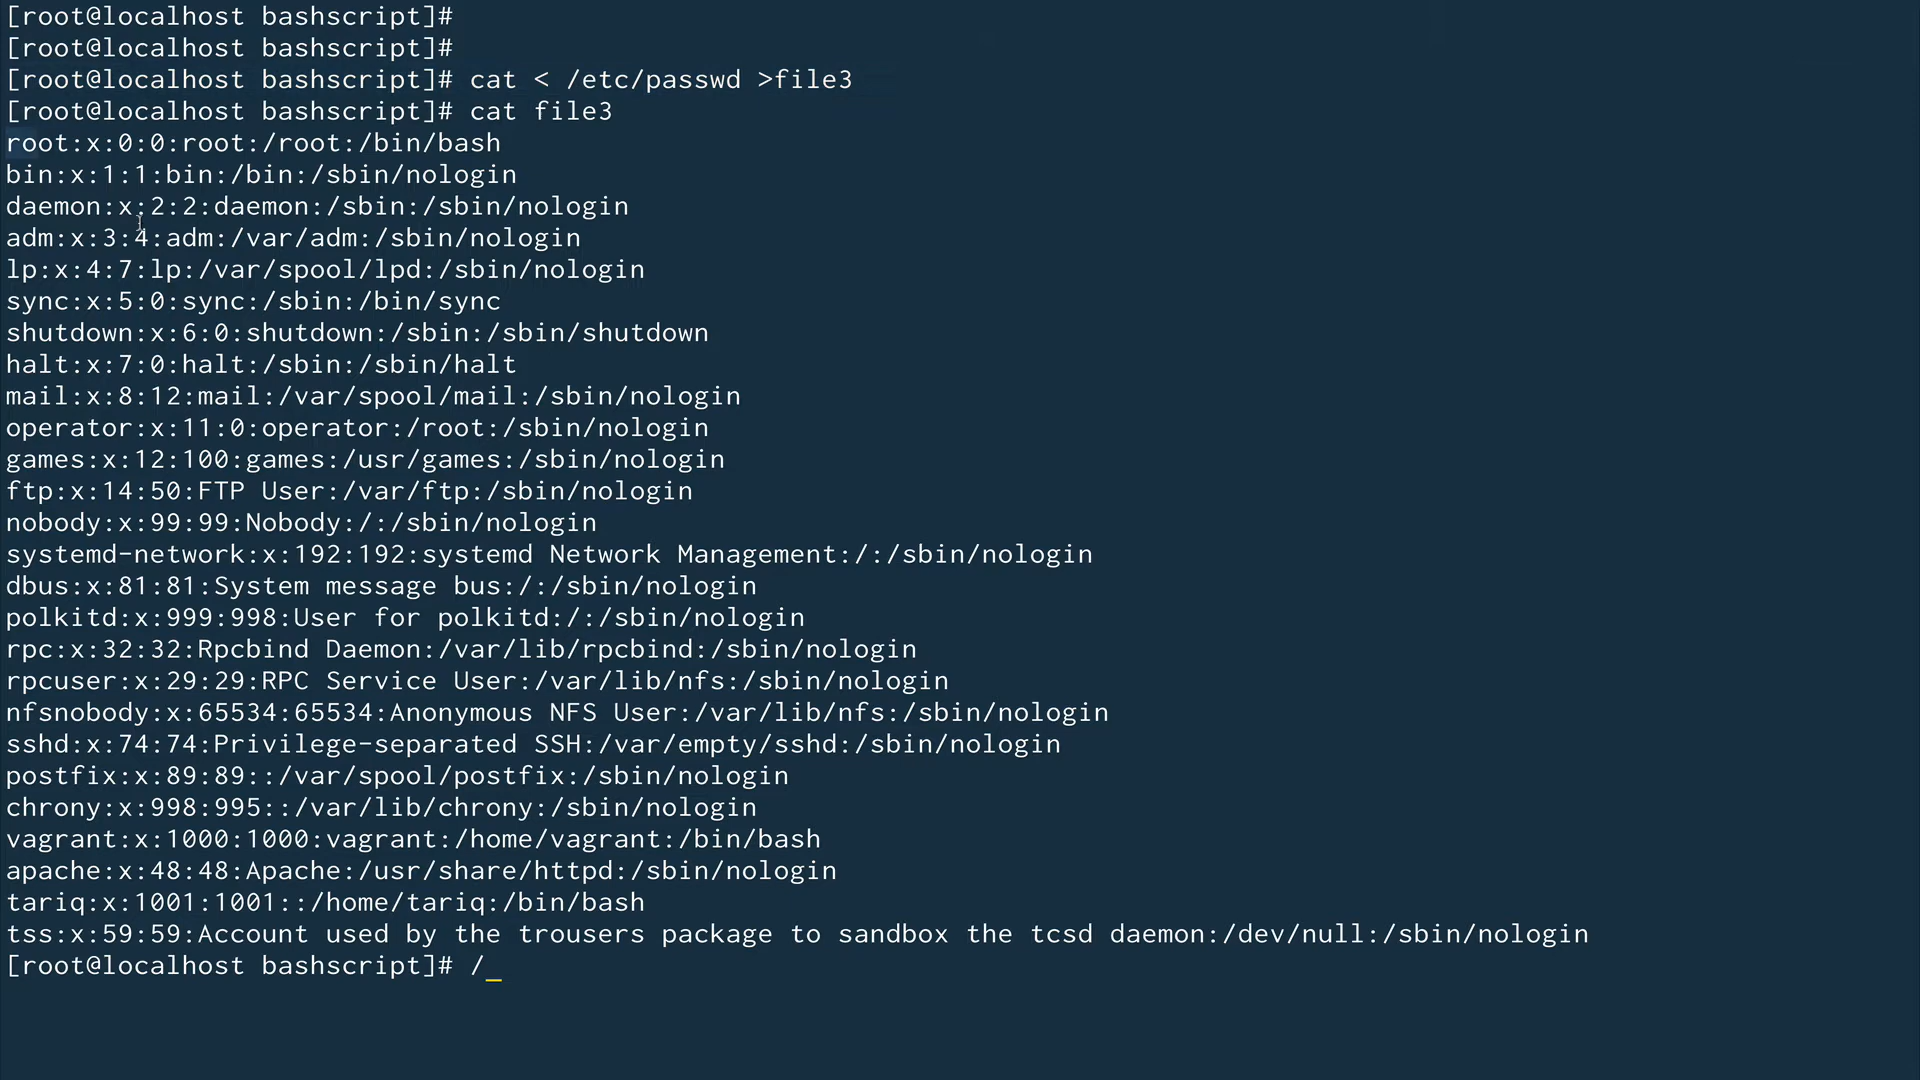 [root@localhost bashscript]#
[root@localhost bashscript]#
[root@localhost bashscript]# cat < /etc/passwd >file3
[root@localhost bashscript]# cat file3
root:x:0:0:root:/root:/bin/bash
bin:x:1:1:bin:/bin:/sbin/nologin
daemon:x:2:2:daemon:/sbin:/sbin/nologin
adm:x:3:4:adm:/var/adm:/sbin/nologin
lp:x:4:7:lp:/var/spool/lpd:/sbin/nologin
sync:x:5:0:sync:/sbin:/bin/sync
shutdown:x:6:0:shutdown:/sbin:/sbin/shutdown
halt:x:7:0:halt:/sbin:/sbin/halt
mail:x:8:12:mail:/var/spool/mail:/sbin/nologin
operator:x:11:0:operator:/root:/sbin/nologin
games:x:12:100:games:/usr/games:/sbin/nologin
ftp:x:14:50:FTP User:/var/ftp:/sbin/nologin
nobody:x:99:99:Nobody:/:/sbin/nologin
systemd-network:x:192:192:systemd Network Management:/:/sbin/nologin
dbus:x:81:81:System message bus:/:/sbin/nologin
polkitd:x:999:998:User for polkitd:/:/sbin/nologin
rpc:x:32:32:Rpcbind Daemon:/var/lib/rpcbind:/sbin/nologin
rpcuser:x:29:29:RPC Service User:/var/lib/nfs:/sbin/nologin
nfsnobody:x:65534:65534:Anonymous NFS User:/var/lib/nfs:/sbin/nologin
sshd:x:74:74:Privilege-separated SSH:/var/empty/sshd:/sbin/nologin
postfix:x:89:89::/var/spool/postfix:/sbin/nologin
chrony:x:998:995::/var/lib/chrony:/sbin/nologin
vagrant:x:1000:1000:vagrant:/home/vagrant:/bin/bash
apache:x:48:48:Apache:/usr/share/httpd:/sbin/nologin
tariq:x:1001:1001::/home/tariq:/bin/bash
tss:x:59:59:Account used by the trousers package to sandbox the tcsd daemon:/dev/null:/sbin/nologin
[root@localhost bashscript]# /_